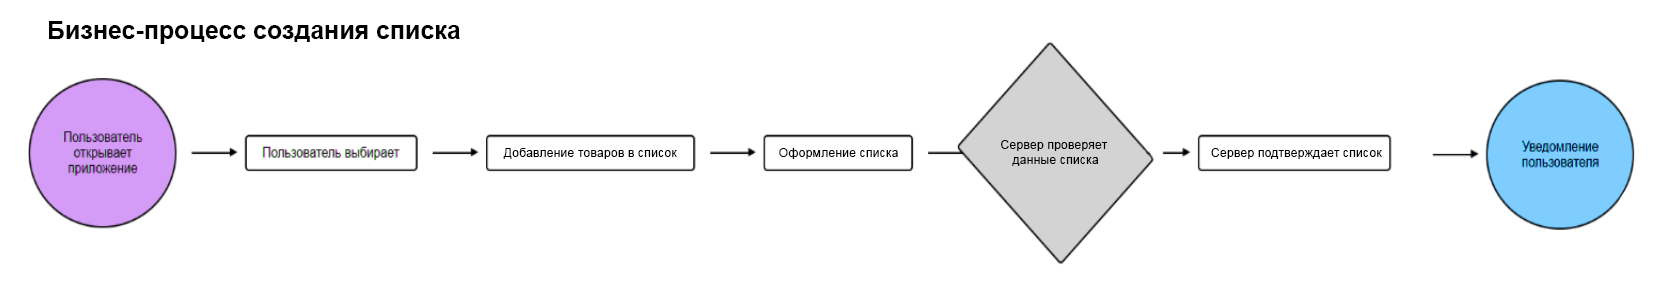 Бизнес-процесс создания списка
Пользователь
открывает
приложение
Пользователь выбирает
Добавление товаров в список
Оформление списка
Сервер проверяет
данные списка
Сервер подтверждает список
Уведомление
пользователя